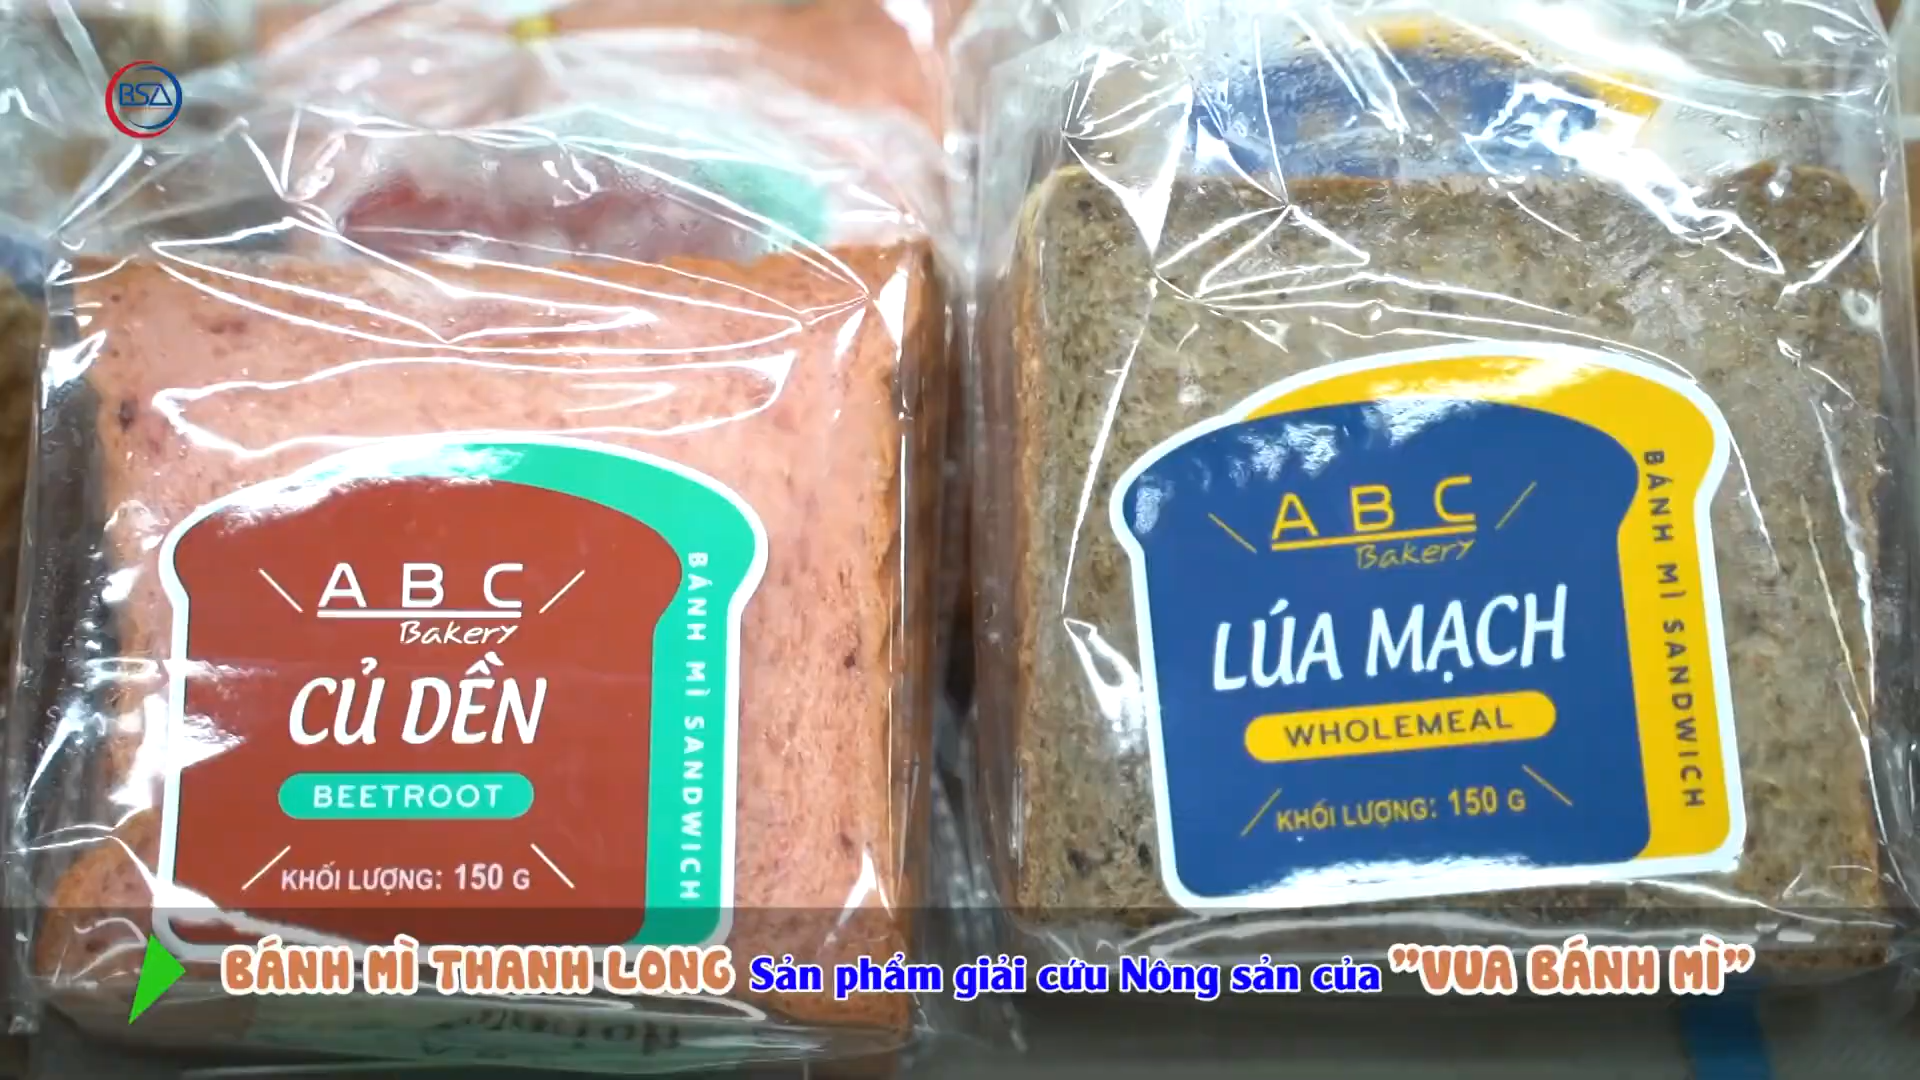 BSA
ABC
Bakery
CỦ DỀN
BEETROOT
KHỐI LƯỢNG: 150 G
BÁNH MÌ SANDWICH
ABC
Bakery
LÚA MẠCH
WHOLEMEAL
KHỐI LƯỢNG: 150 G
BÁNH MÌ SANDWICH
BÁNH MÌ THANH LONG Sản phẩm giải cứu Nông sản của "VUA BÁNH MÌ"